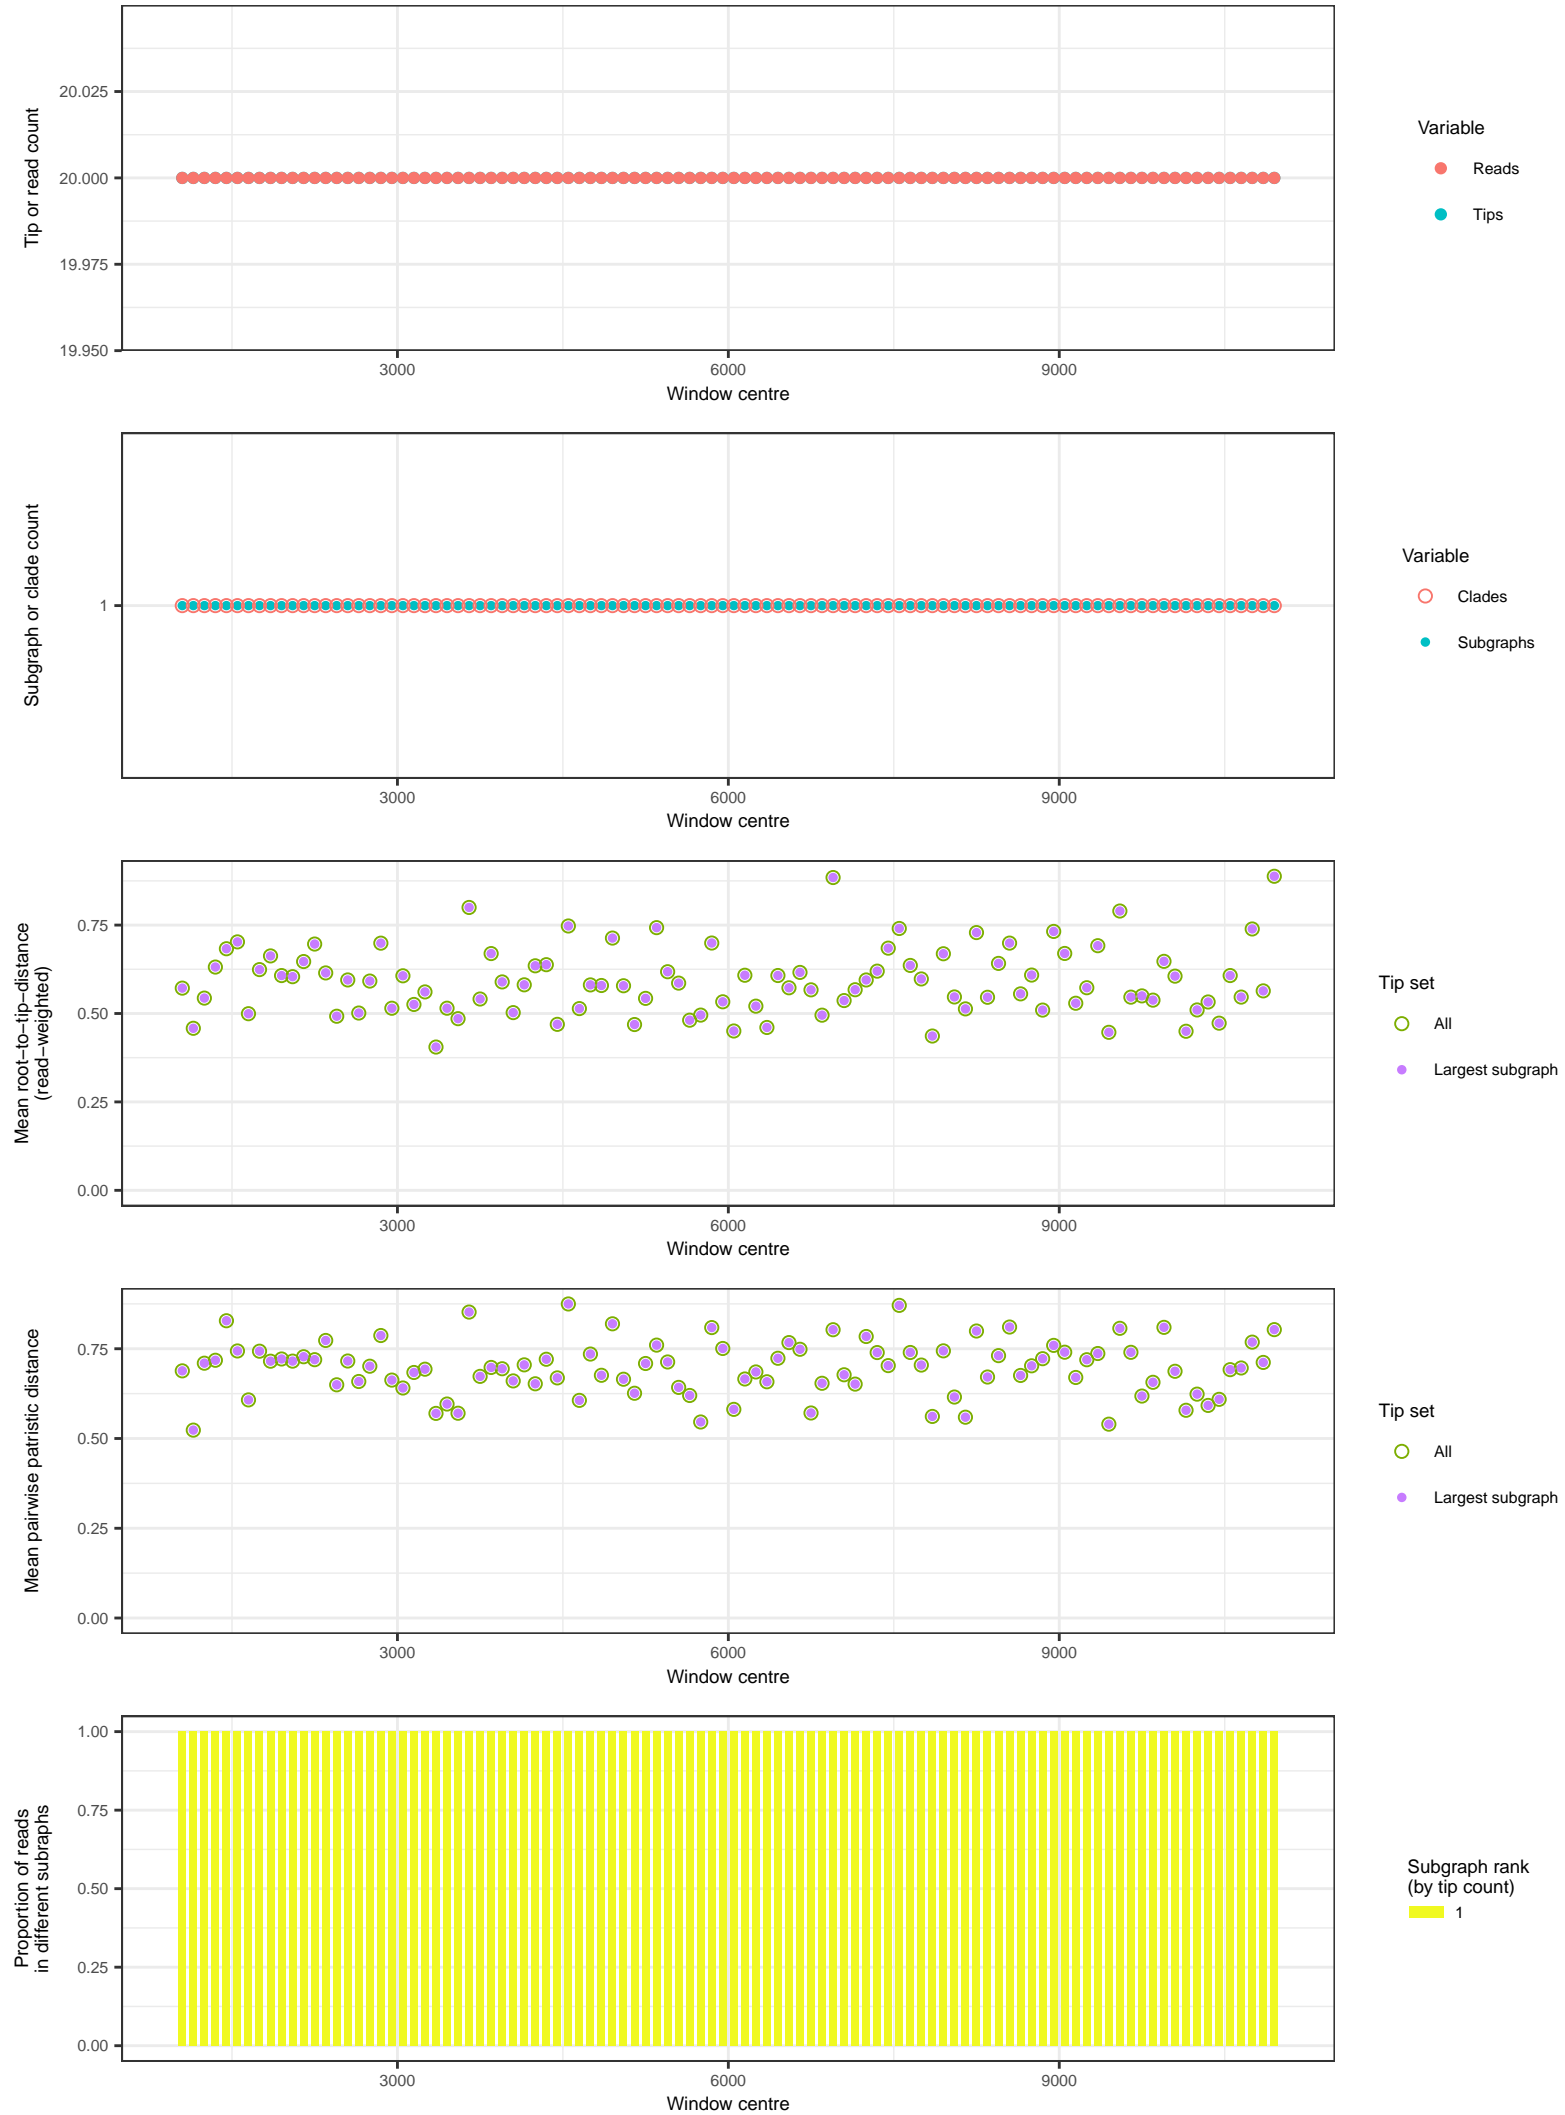 20.025
20.000
19.975
19.950
Tip or read count
3000
6000
9000
Window centre
Variable
Reads
Tips
1
Subgraph or clade count
3000
6000
9000
Window centre
Variable
Clades
Subgraphs
0.75
0.50
0.25
0.00
Mean root−to−tip−distance
(read−weighted)
3000
6000
9000
Window centre
Tip set
All
Largest subgraph
0.75
0.50
0.25
0.00
Mean pairwise patristic distance
3000
6000
9000
Window centre
Tip set
All
Largest subgraph
1.00
0.75
0.50
0.25
0.00
Proportion of reads
in different subraphs
3000
6000
9000
Window centre
Subgraph rank
(by tip count)
1